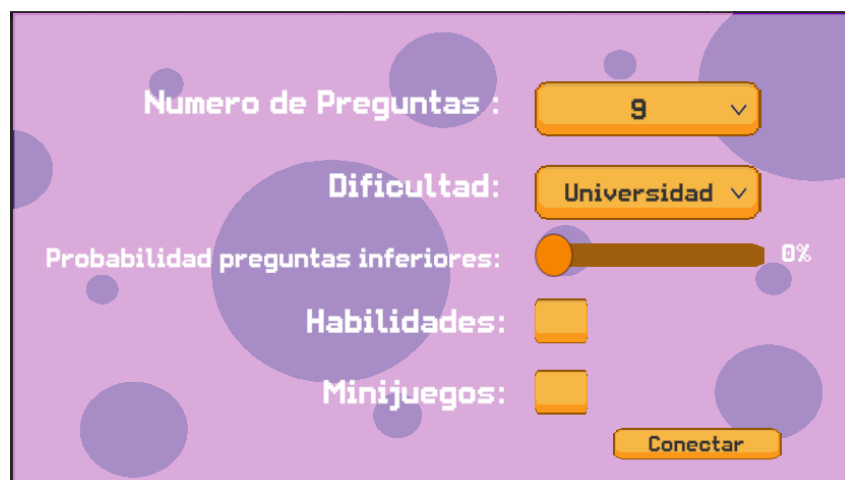 Numero de Preguntas : 9
Dificultad: Universidad
Probabilidad preguntas inferiores: 0%
Habilidades:
Minijuegos:
Conectar